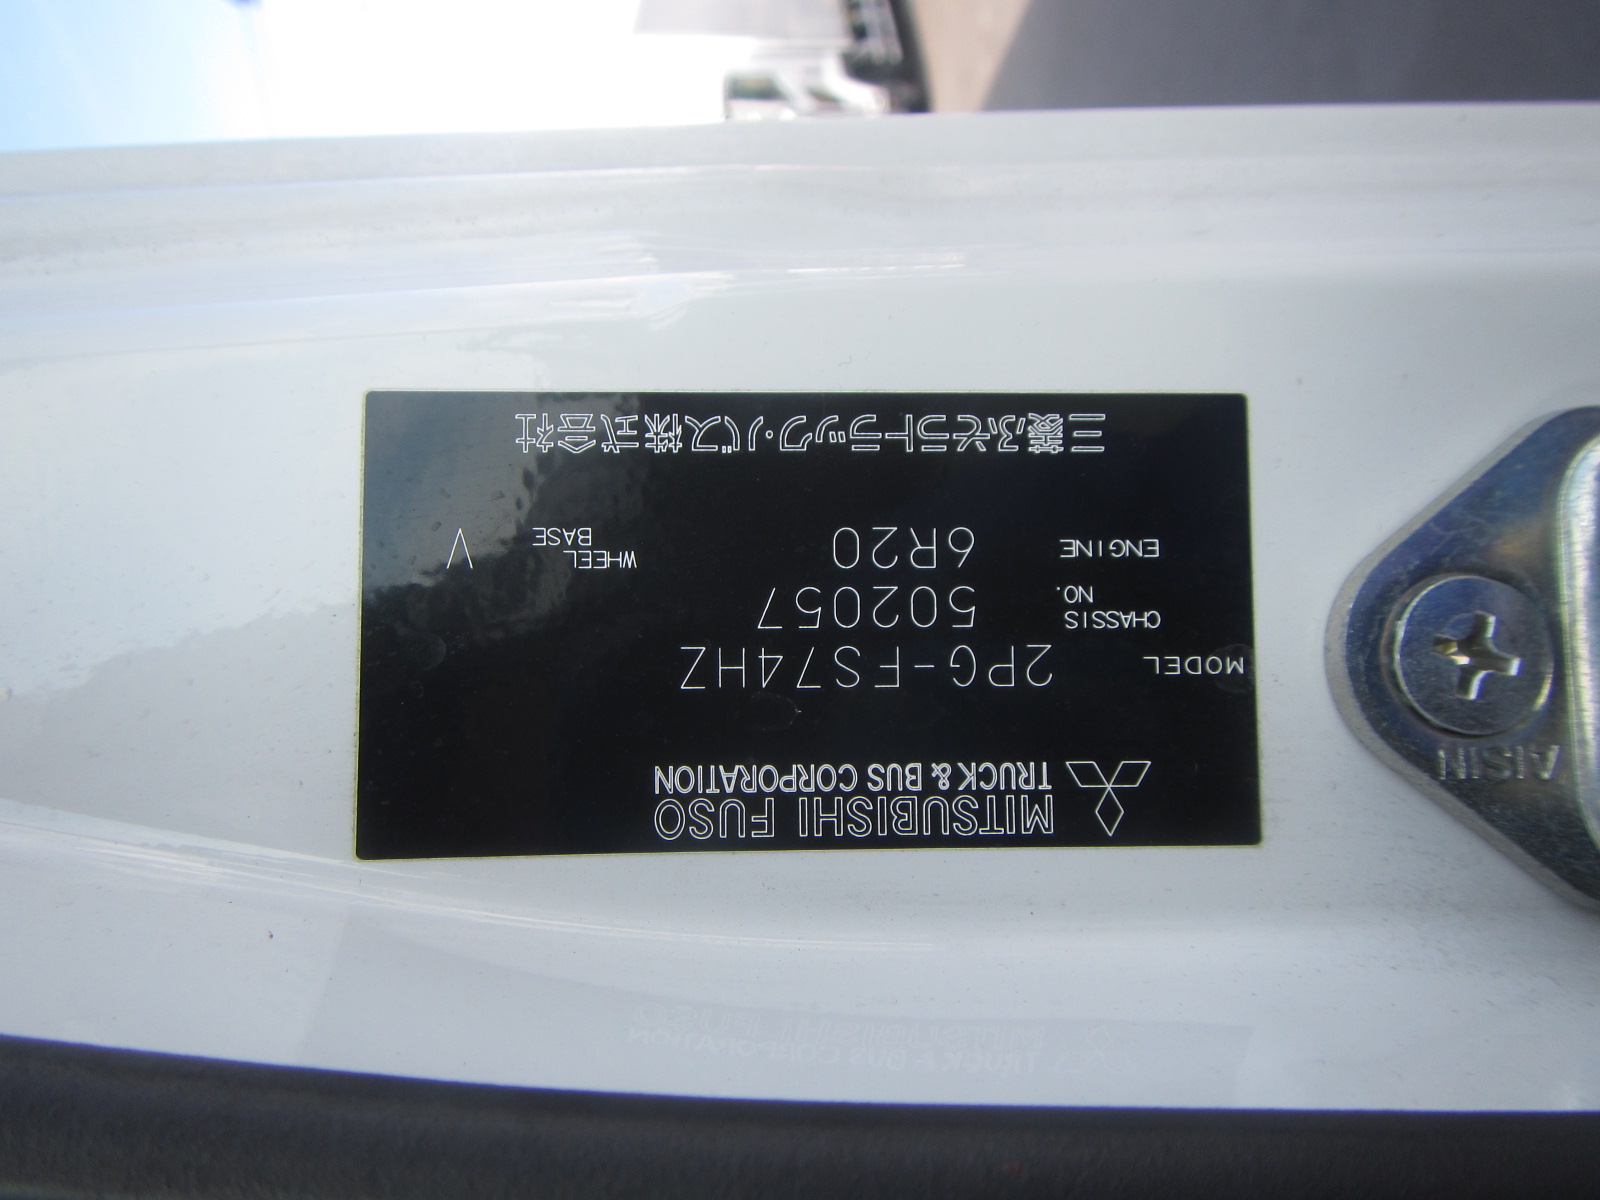 MITSUBISHI FUSO
TRUCK & BUS CORPORATION
MODEL 2PG-FS74HZ
CHASSIS NO. 502057
ENGINE 6R20 WHEEL BASE V
三菱ふそうトラック・バス株式会社
AISIN